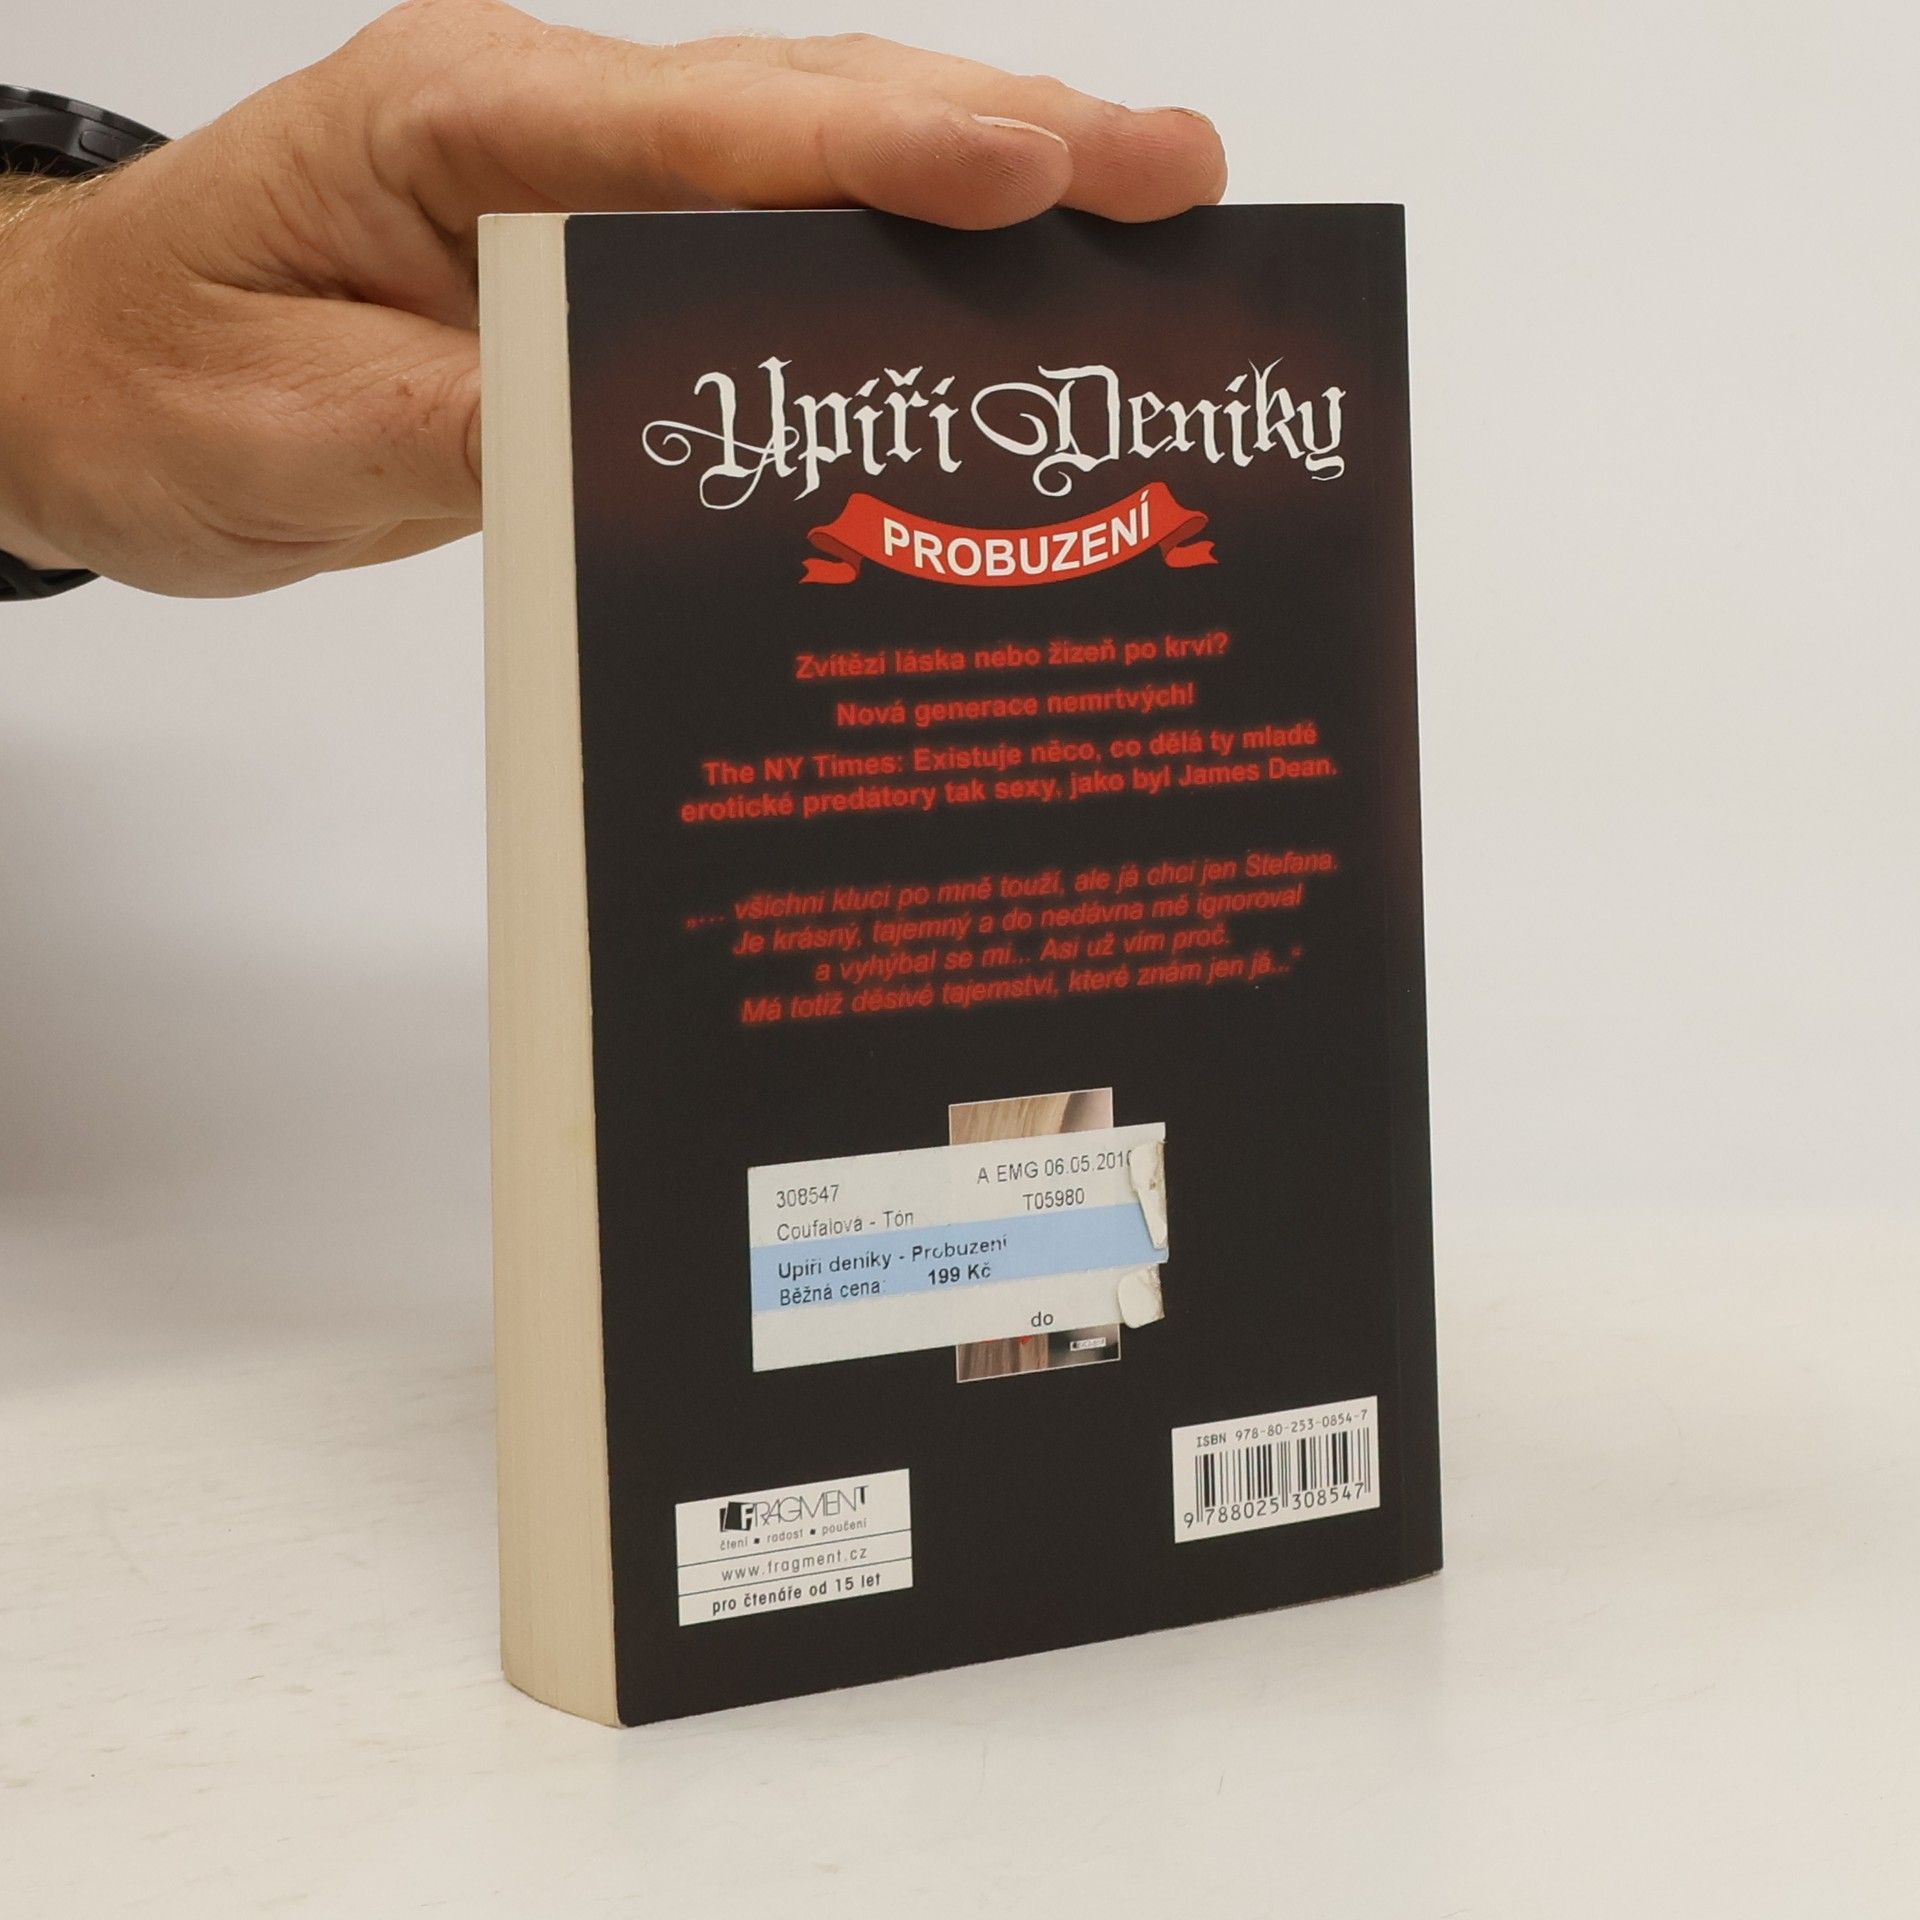 Upíří Deníky
PROBUZENÍ
Zvítězí láska nebo žízeň po krvi?
Nová generace nemrtvých!
The NY Times: Existuje něco, co dělá ty mladé
erotické predátory tak sexy, jako byl James Dean.
„… všichni kluci po mně touží, ale já chci jen Stefana.
Je krásný, tajemný a do nedávna mě ignoroval
a vyhýbal se mi... Asi už vím proč.
Má totiž děsivé tajemství, které znám jen já...“
A EMG 06.05.2010
308547
T05980
Coufalová - Tón
Upíří deníky - Probuzení
Běžná cena: 199 Kč
do
ISBN 978-80-253-0854-7
9 788025 308547
FRAGMENT
čtení ▪ radost ▪ poučení
www.fragment.cz
pro čtenáře od 15 let